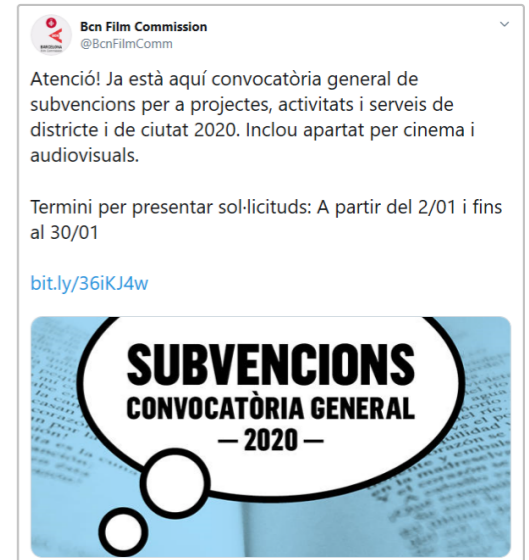 Bcn Film Commission
@BcnFilmComm
Atenció! Ja està aquí convocatòria general de
subvencions per a projectes, activitats i serveis de
districte i de ciutat 2020. Inclou apartat per cinema i
audiovisuals.
Termini per presentar sol·licituds: A partir del 2/01 i fins
al 30/01
bit.ly/36iKJ4w
SUBVENCIONS
CONVOCATÒRIA GENERAL
— 2020 —